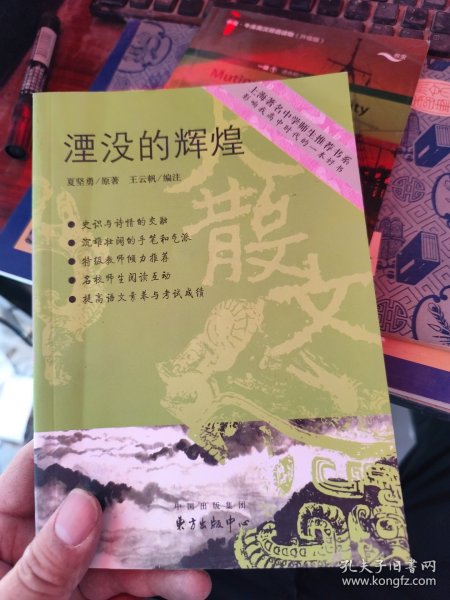 上海著名中学师生推荐书系
影响我高中时代的一本好书
湮没的辉煌
夏坚勇/原著 王云帆/编注
大散文
● 史识与诗情的交融
● 沉雄壮阔的手笔和气派
● 特级教师倾力推荐
● 名校师生阅读互动
● 提高语文素养与考试成绩
中国出版集团
东方出版中心
Mutiny
孔夫子旧书网
www.kongfz.com